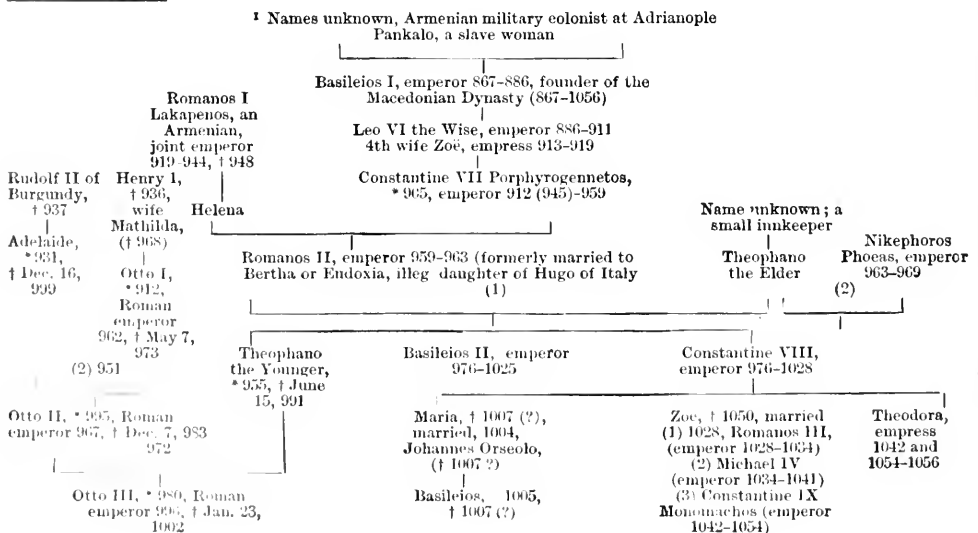 ¹ Names unknown, Armenian military colonist at Adrianople
Pankalo, a slave woman
Basileios I, emperor 867–886, founder of the
Macedonian Dynasty (867–1056)
Romanos I
Lakapenos, an
Armenian,
joint emperor
919-944, † 948
Leo VI the Wise, emperor 886–911
4th wife Zoë, empress 913–919
Constantine VII Porphyrogennetos,
* 905, emperor 912 (945)–959
Rudolf II of
Burgundy,
† 937
Adelaide,
* 931,
† Dec. 16,
999
Henry 1,
† 936,
wife
Mathilda,
(† 968)
Otto I,
* 912,
Roman
emperor
962, † May 7,
973
(2) 951
Helena
Name unknown; a
small innkeeper
Romanos II, emperor 959–963 (formerly married to
Bertha or Eudoxia, illeg daughter of Hugo of Italy
(1)
Theophano
the Elder
Nikephoros
Phocas, emperor
963–969
(2)
Theophano
the Younger,
* 955, † June
15, 991
Basileios II, emperor
976–1025
Constantine VIII,
emperor 976–1028
Otto II, * 995, Roman
emperor 967, † Dec. 7, 983
972
Maria, † 1007 (?),
married, 1004,
Johannes Orseolo,
(† 1007 ?)
Basileios, 1005,
† 1007 (?)
Zoe, † 1050, married
(1) 1028, Romanos III,
(emperor 1028–1034)
(2) Michael IV
(emperor 1034–1041)
(3) Constantine IX
Monomachos (emperor
1042–1054)
Theodora,
empress
1042 and
1054–1056
Otto III, * 980, Roman
emperor 996, † Jan. 23,
1002